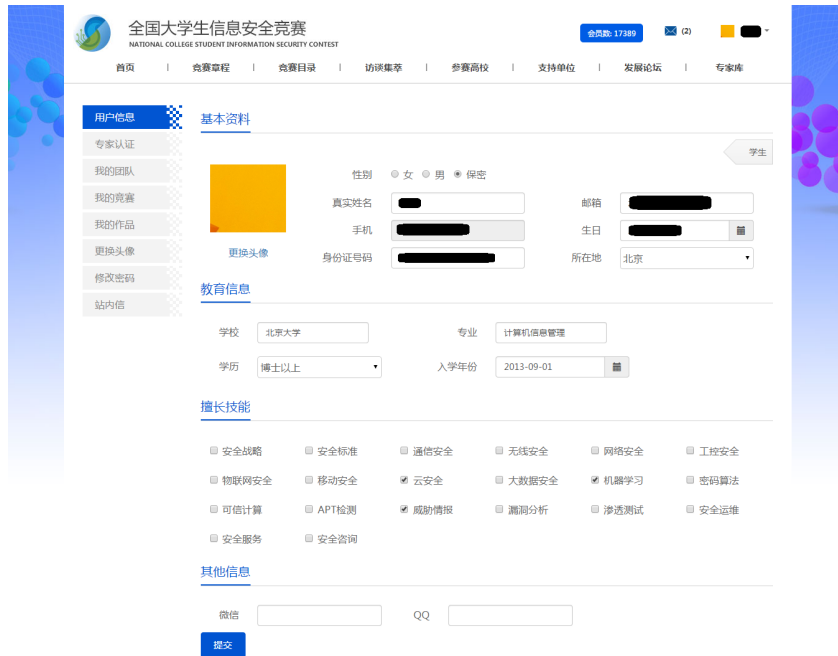 全国大学生信息安全竞赛
NATIONAL COLLEGE STUDENT INFORMATION SECURITY CONTEST
会员数: 17389
(2)
首页 | 竞赛章程 | 竞赛目录 | 访谈集萃 | 参赛高校 | 支持单位 | 发展论坛 | 专家库
用户信息
专家认证
我的团队
我的竞赛
我的作品
更换头像
修改密码
站内信
基本资料
学生
更换头像
性别 女 男 保密
真实姓名 邮箱
手机 生日
身份证号码 所在地 北京
教育信息
学校 北京大学 专业 计算机信息管理
学历 博士以上 入学年份 2013-09-01
擅长技能
安全战略 安全标准 通信安全 无线安全 网络安全 工控安全
物联网安全 移动安全 云安全 大数据安全 机器学习 密码算法
可信计算 APT检测 威胁情报 漏洞分析 渗透测试 安全运维
安全服务 安全咨询
其他信息
微信 QQ
提交